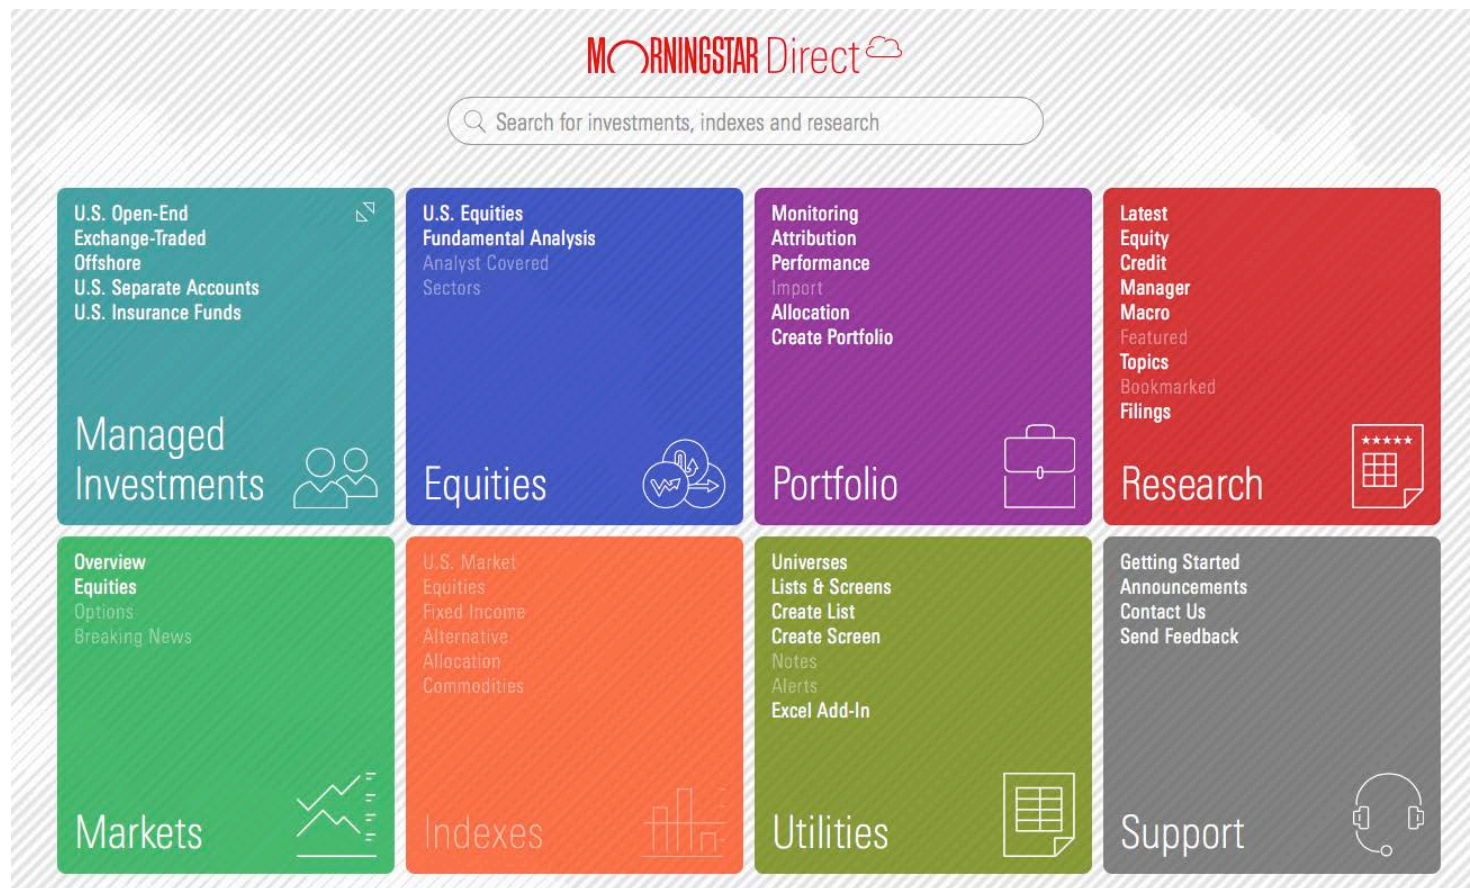 MORNINGSTAR Direct
Search for investments, indexes and research
U.S. Open-End
Exchange-Traded
Offshore
U.S. Separate Accounts
U.S. Insurance Funds
Managed
Investments
U.S. Equities
Fundamental Analysis
Analyst Covered
Sectors
Equities
Monitoring
Attribution
Performance
Import
Allocation
Create Portfolio
Portfolio
Latest
Equity
Credit
Manager
Macro
Featured
Topics
Bookmarked
Filings
Research
Overview
Equities
Options
Breaking News
Markets
U.S. Market
Equities
Fixed Income
Alternative
Allocation
Commodities
Indexes
Universes
Lists & Screens
Create List
Create Screen
Notes
Alerts
Excel Add-In
Utilities
Getting Started
Announcements
Contact Us
Send Feedback
Support